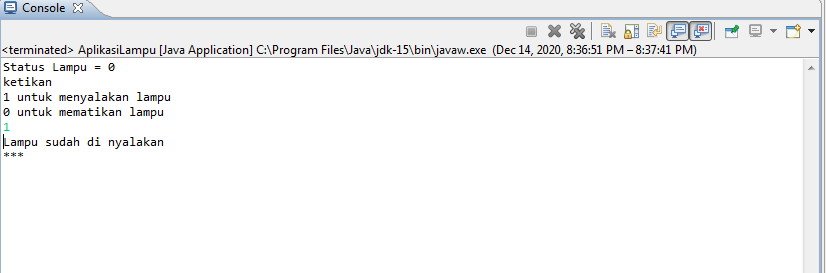 Console
<terminated> AplikasiLampu [Java Application] C:\Program Files\Java\jdk-15\bin\javaw.exe (Dec 14, 2020, 8:36:51 PM – 8:37:41 PM)
Status Lampu = 0
ketikan
1 untuk menyalakan lampu
0 untuk mematikan lampu
1
Lampu sudah di nyalakan
***